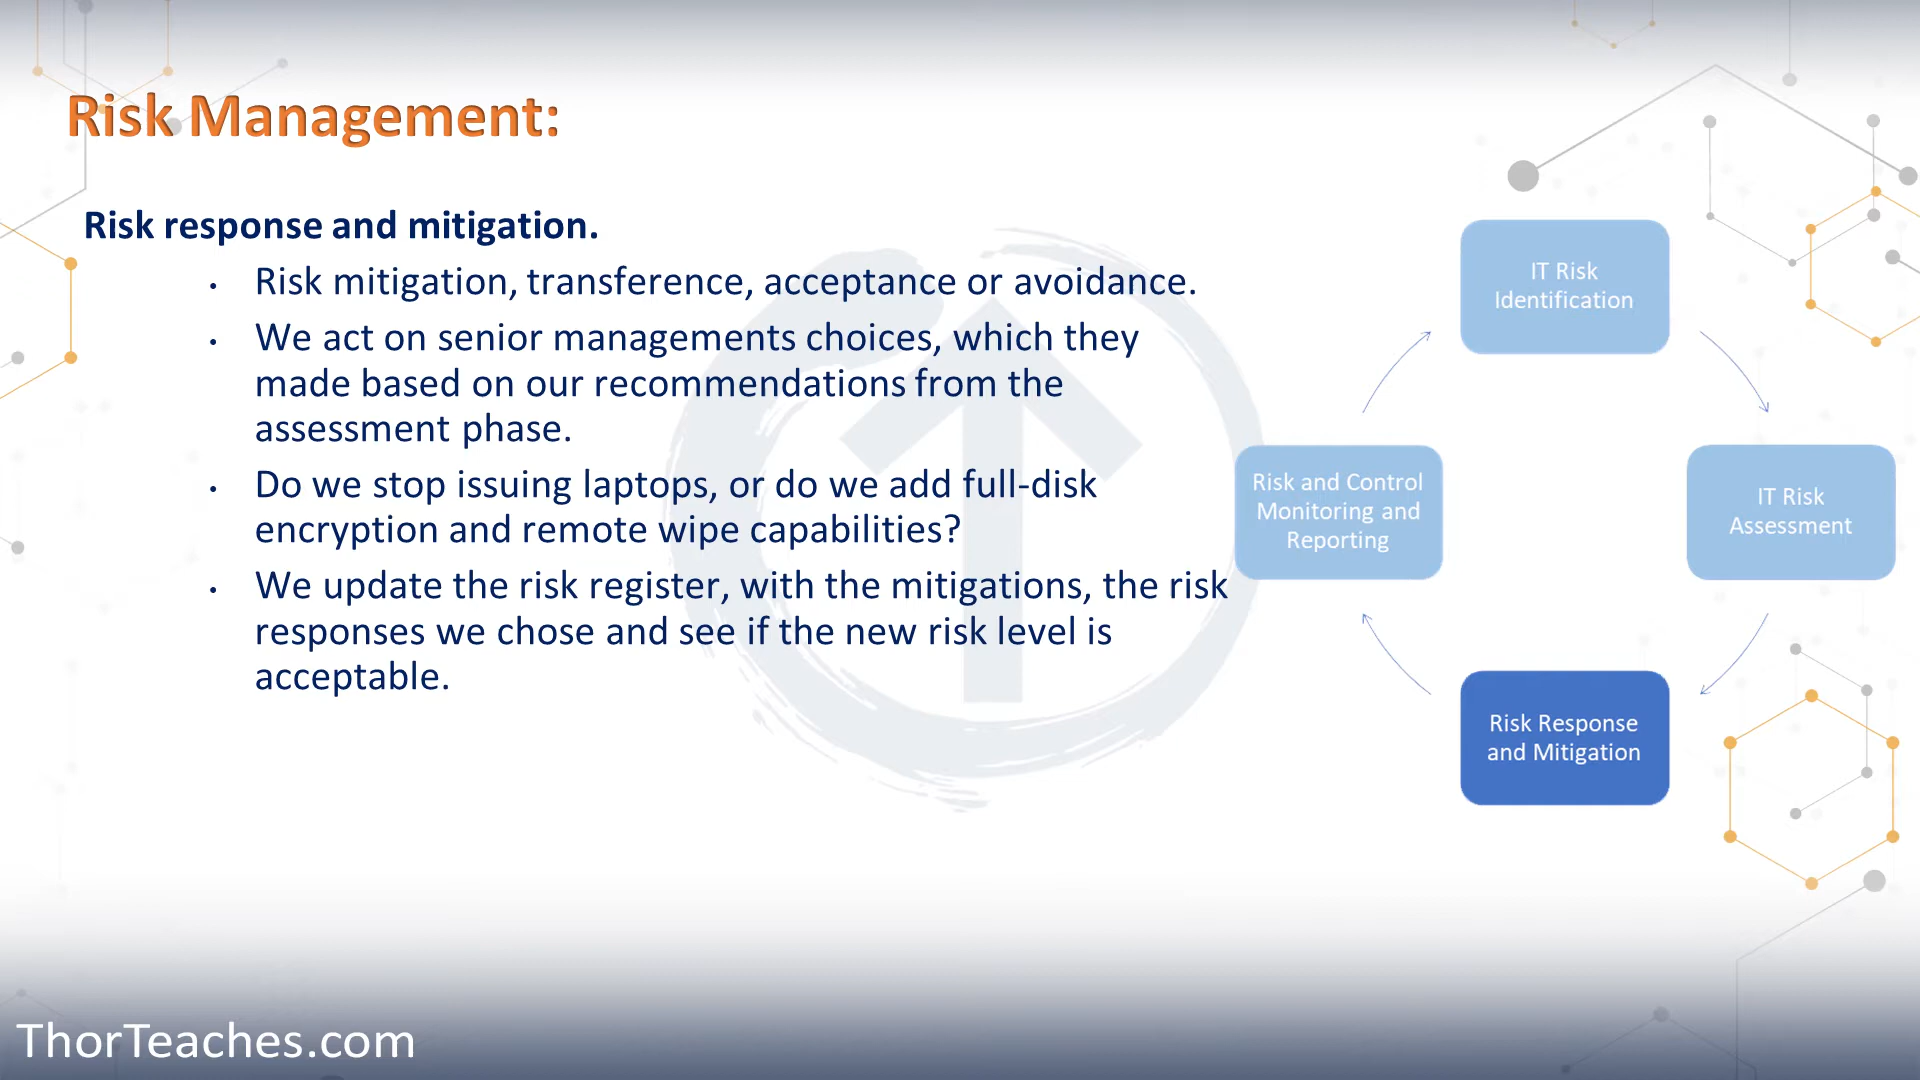 Risk Management:
Risk response and mitigation.
• Risk mitigation, transference, acceptance or avoidance.
• We act on senior managements choices, which they
made based on our recommendations from the
assessment phase.
• Do we stop issuing laptops, or do we add full-disk
encryption and remote wipe capabilities?
• We update the risk register, with the mitigations, the risk
responses we chose and see if the new risk level is
acceptable.
IT Risk
Identification
IT Risk
Assessment
Risk Response
and Mitigation
Risk and Control
Monitoring and
Reporting
ThorTeaches.com